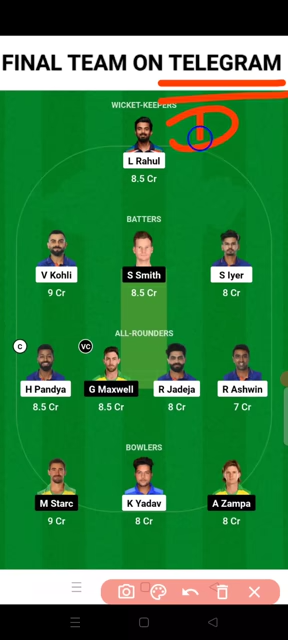 FINAL TEAM ON TELEGRAM
WICKET-KEEPERS
L Rahul
8.5 Cr
BATTERS
V Kohli
S Smith
S Iyer
9 Cr
8.5 Cr
8 Cr
ALL-ROUNDERS
C
VC
H Pandya
G Maxwell
R Jadeja
R Ashwin
8.5 Cr
8.5 Cr
8 Cr
7 Cr
BOWLERS
M Starc
K Yadav
A Zampa
9 Cr
8 Cr
8 Cr